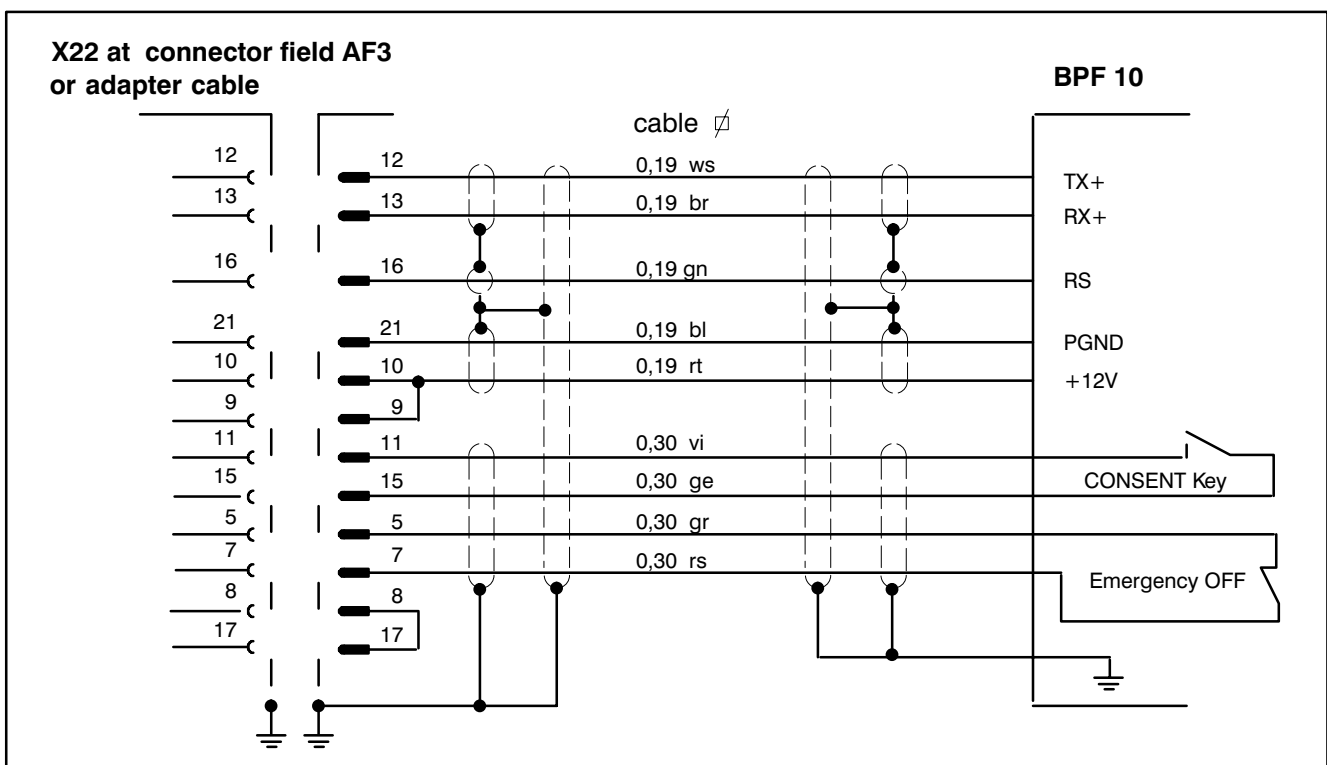 X22 at connector field AF3
or adapter cable
BPF 10
cable
12 12 0,19 ws TX+
13 13 0,19 br RX+
16 16 0,19 gn RS
21 21 0,19 bl PGND
10 10 0,19 rt +12V
9 9
11 11 0,30 vi
15 15 0,30 ge CONSENT Key
5 5 0,30 gr
7 7 0,30 rs Emergency OFF
8 8
17 17